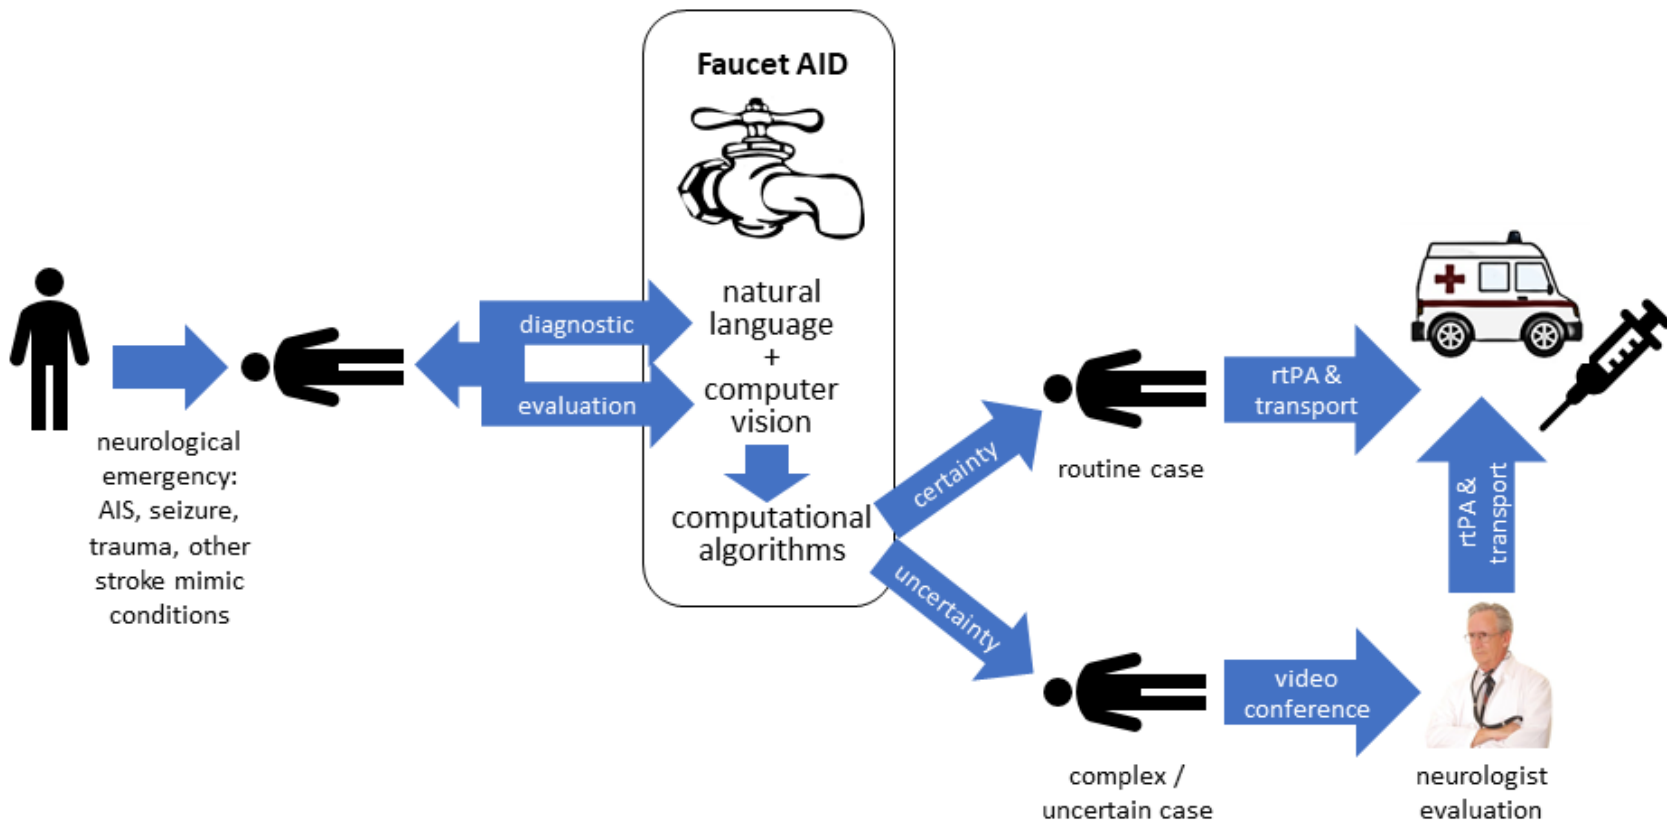 Faucet AID
natural
language
+
computer
vision
computational
algorithms
diagnostic
evaluation
neurological
emergency:
AIS, seizure,
trauma, other
stroke mimic
conditions
certainty
uncertainty
routine case
rtPA &
transport
complex /
uncertain case
video
conference
neurologist
evaluation
rtPA &
transport